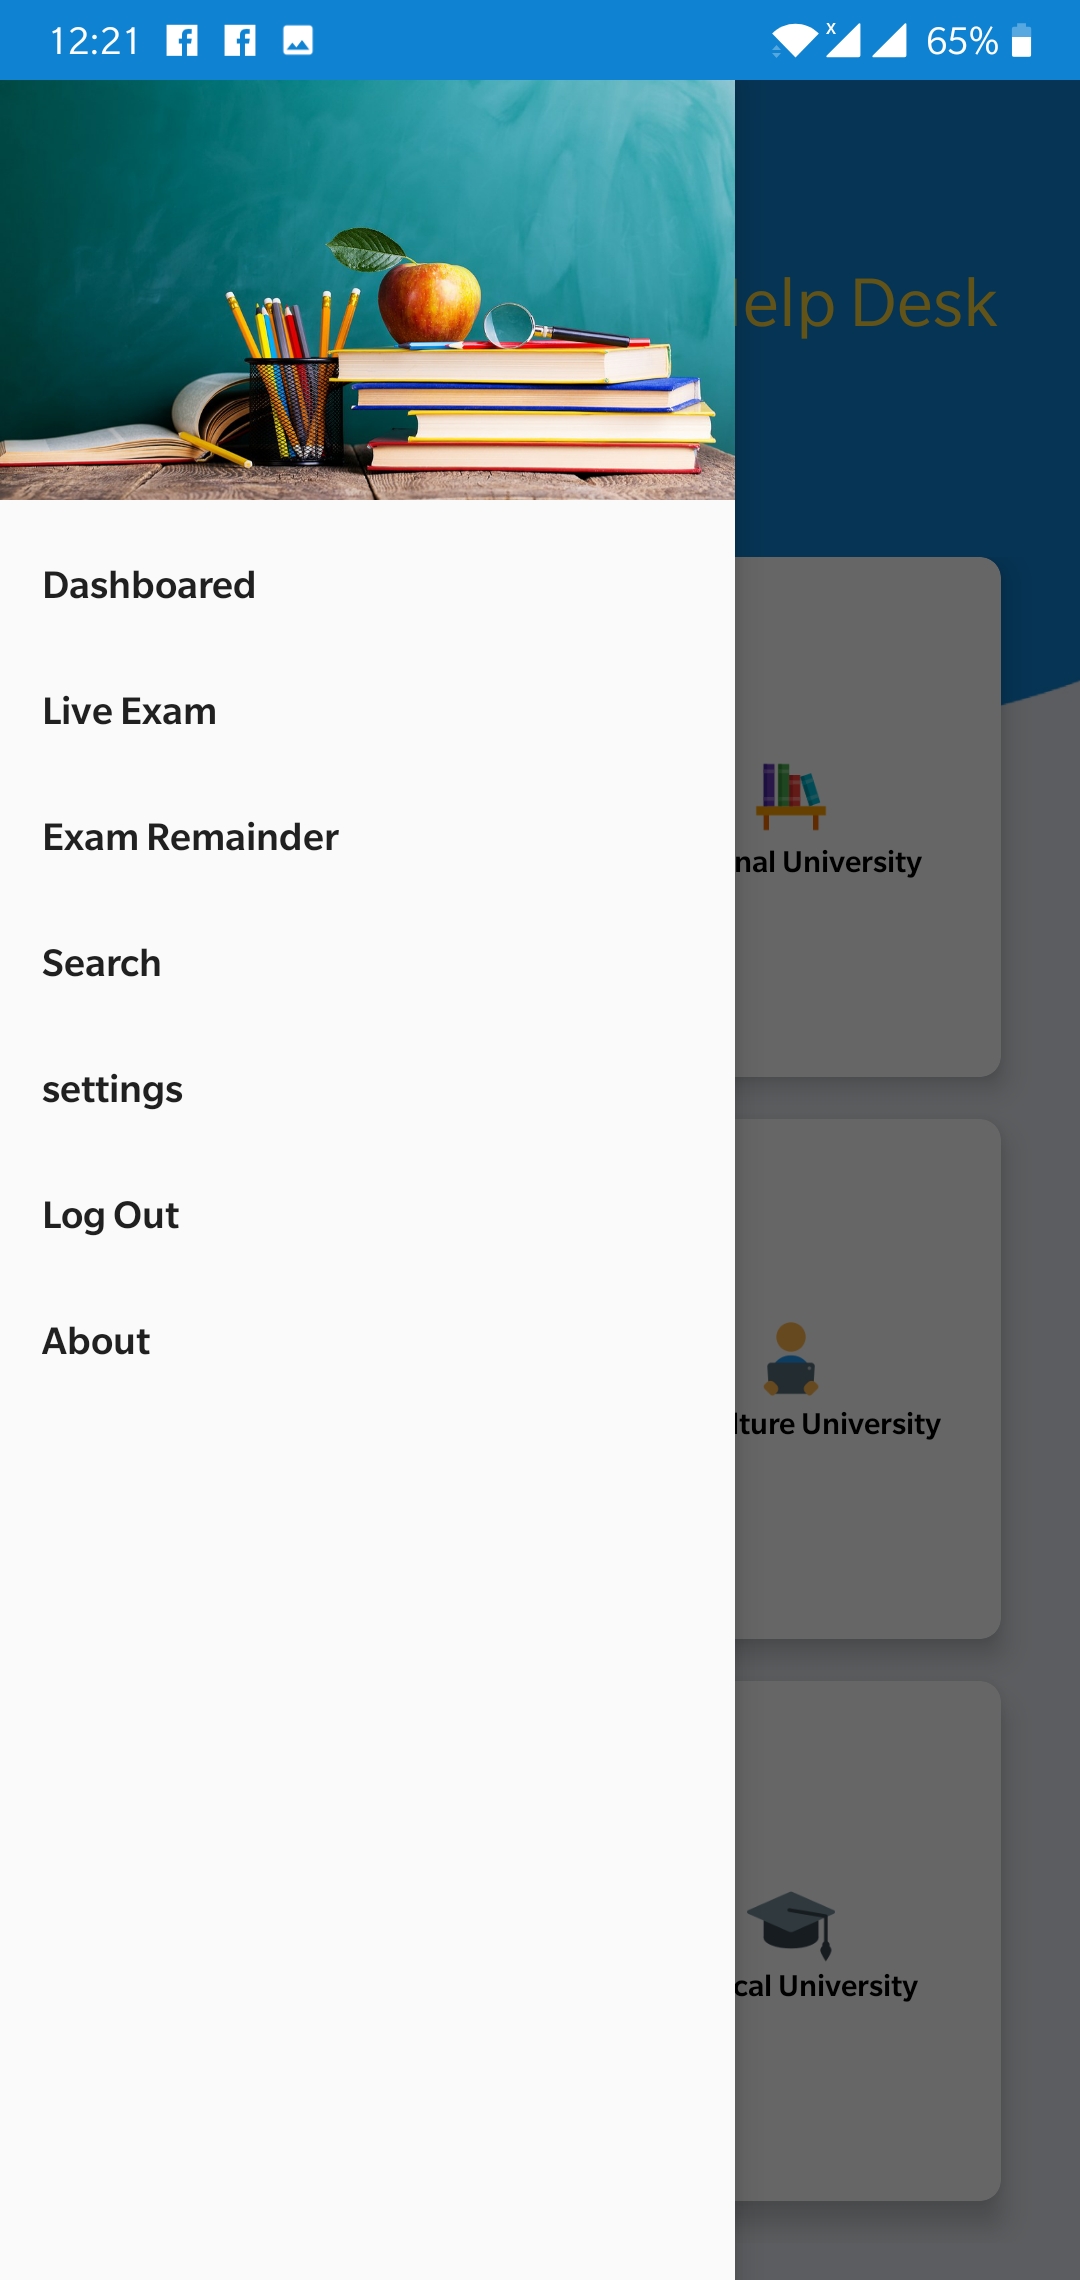 12:21
65%
elp Desk
Dashboared
Live Exam
Exam Remainder
Search
settings
Log Out
About
nal University
lture University
cal University